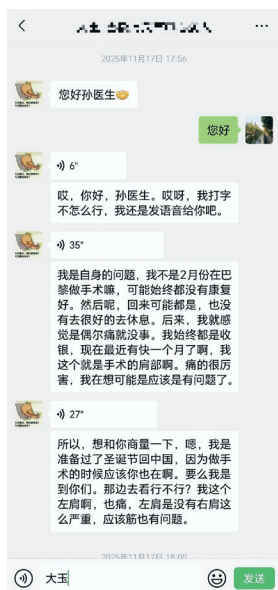 2025年11月17日 17:56
您好孙医生
您好
6"
哎，你好，孙医生。哎呀，我打字
不怎么行，我还是发语音给你吧。
35"
我是自身的问题，我不是2月份在巴
黎做手术嘛，可能始终都没有康复
好。然后呢，回来可能都是，也没
有去很好的去休息。后来，我就感
觉是偶尔痛就没事。我始终都是收
银，现在最近有快一个月了啊，我
这个就是手术的肩部啊。痛的很厉
害，我在想可能是应该是有问题了。
27"
所以，想和你商量一下，嗯，我是
准备过了圣诞节回中国，因为做手
术的时候应该你也在啊。要么我是
到你们。那边去看行不行？我这个
左肩啊，也痛，左肩是没有右肩这
么严重，应该筋也有问题。
2025年11月17日 18:00
大玉
发送